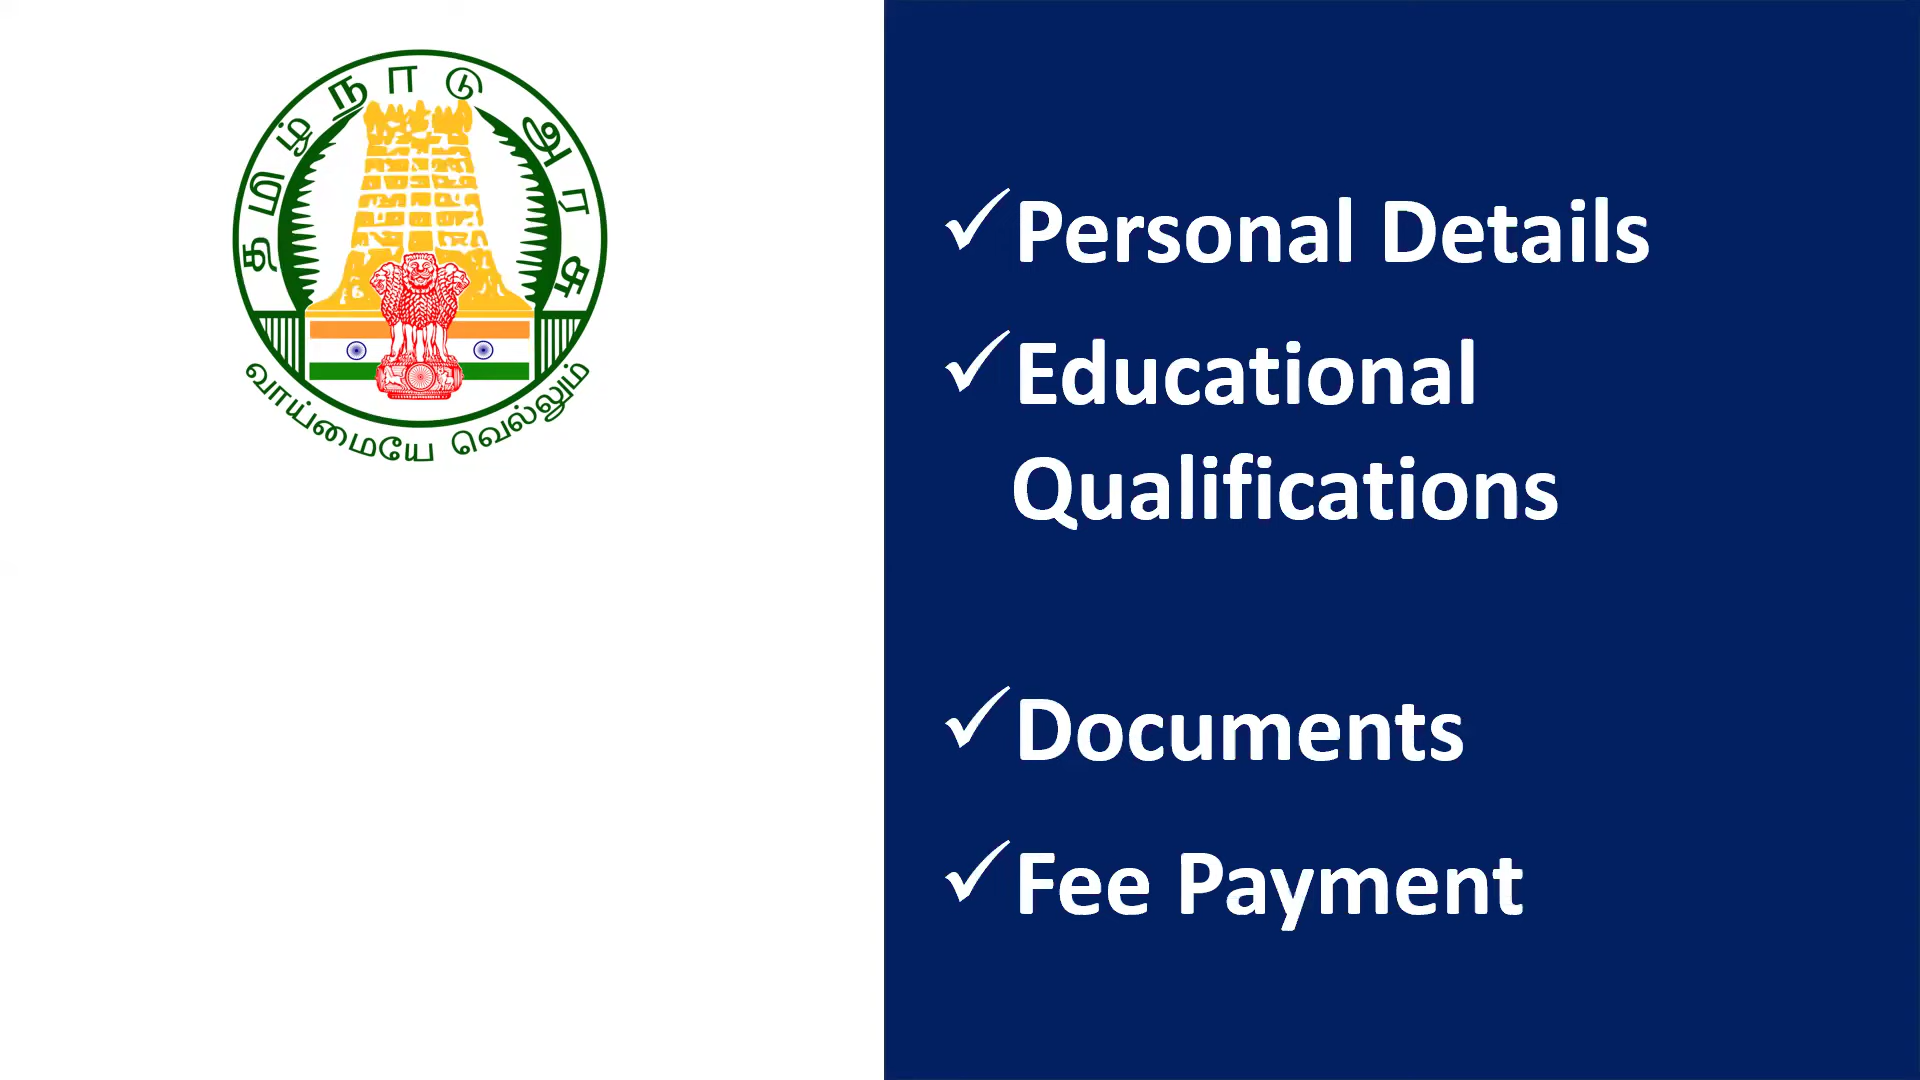 தமிழ்நாடு அரசு
வாய்மையே வெல்லும்
✓Personal Details
✓Educational
Qualifications
✓Documents
✓Fee Payment